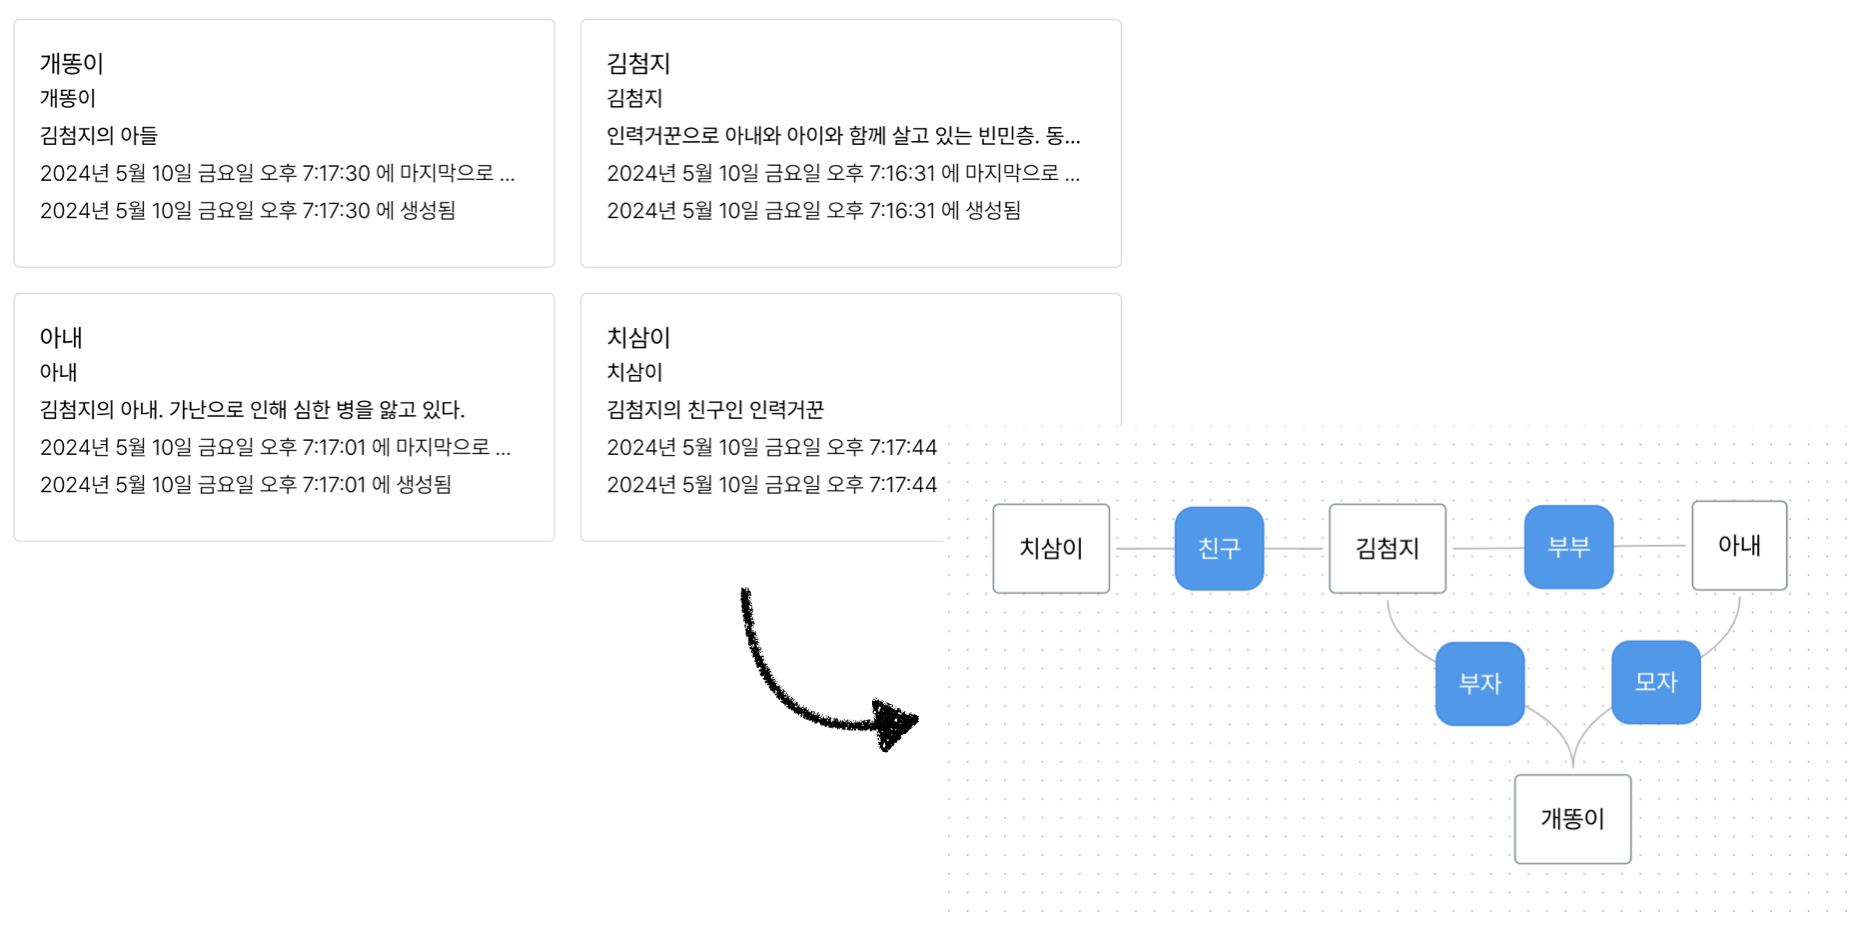 개똥이
개똥이
김첨지의 아들
2024년 5월 10일 금요일 오후 7:17:30 에 마지막으로 ...
2024년 5월 10일 금요일 오후 7:17:30 에 생성됨
김첨지
김첨지
인력거꾼으로 아내와 아이와 함께 살고 있는 빈민층. 동...
2024년 5월 10일 금요일 오후 7:16:31 에 마지막으로 ...
2024년 5월 10일 금요일 오후 7:16:31 에 생성됨
아내
아내
김첨지의 아내. 가난으로 인해 심한 병을 앓고 있다.
2024년 5월 10일 금요일 오후 7:17:01 에 마지막으로 ...
2024년 5월 10일 금요일 오후 7:17:01 에 생성됨
치삼이
치삼이
김첨지의 친구인 인력거꾼
2024년 5월 10일 금요일 오후 7:17:44
2024년 5월 10일 금요일 오후 7:17:44
치삼이
친구
김첨지
부부
아내
부자
모자
개똥이